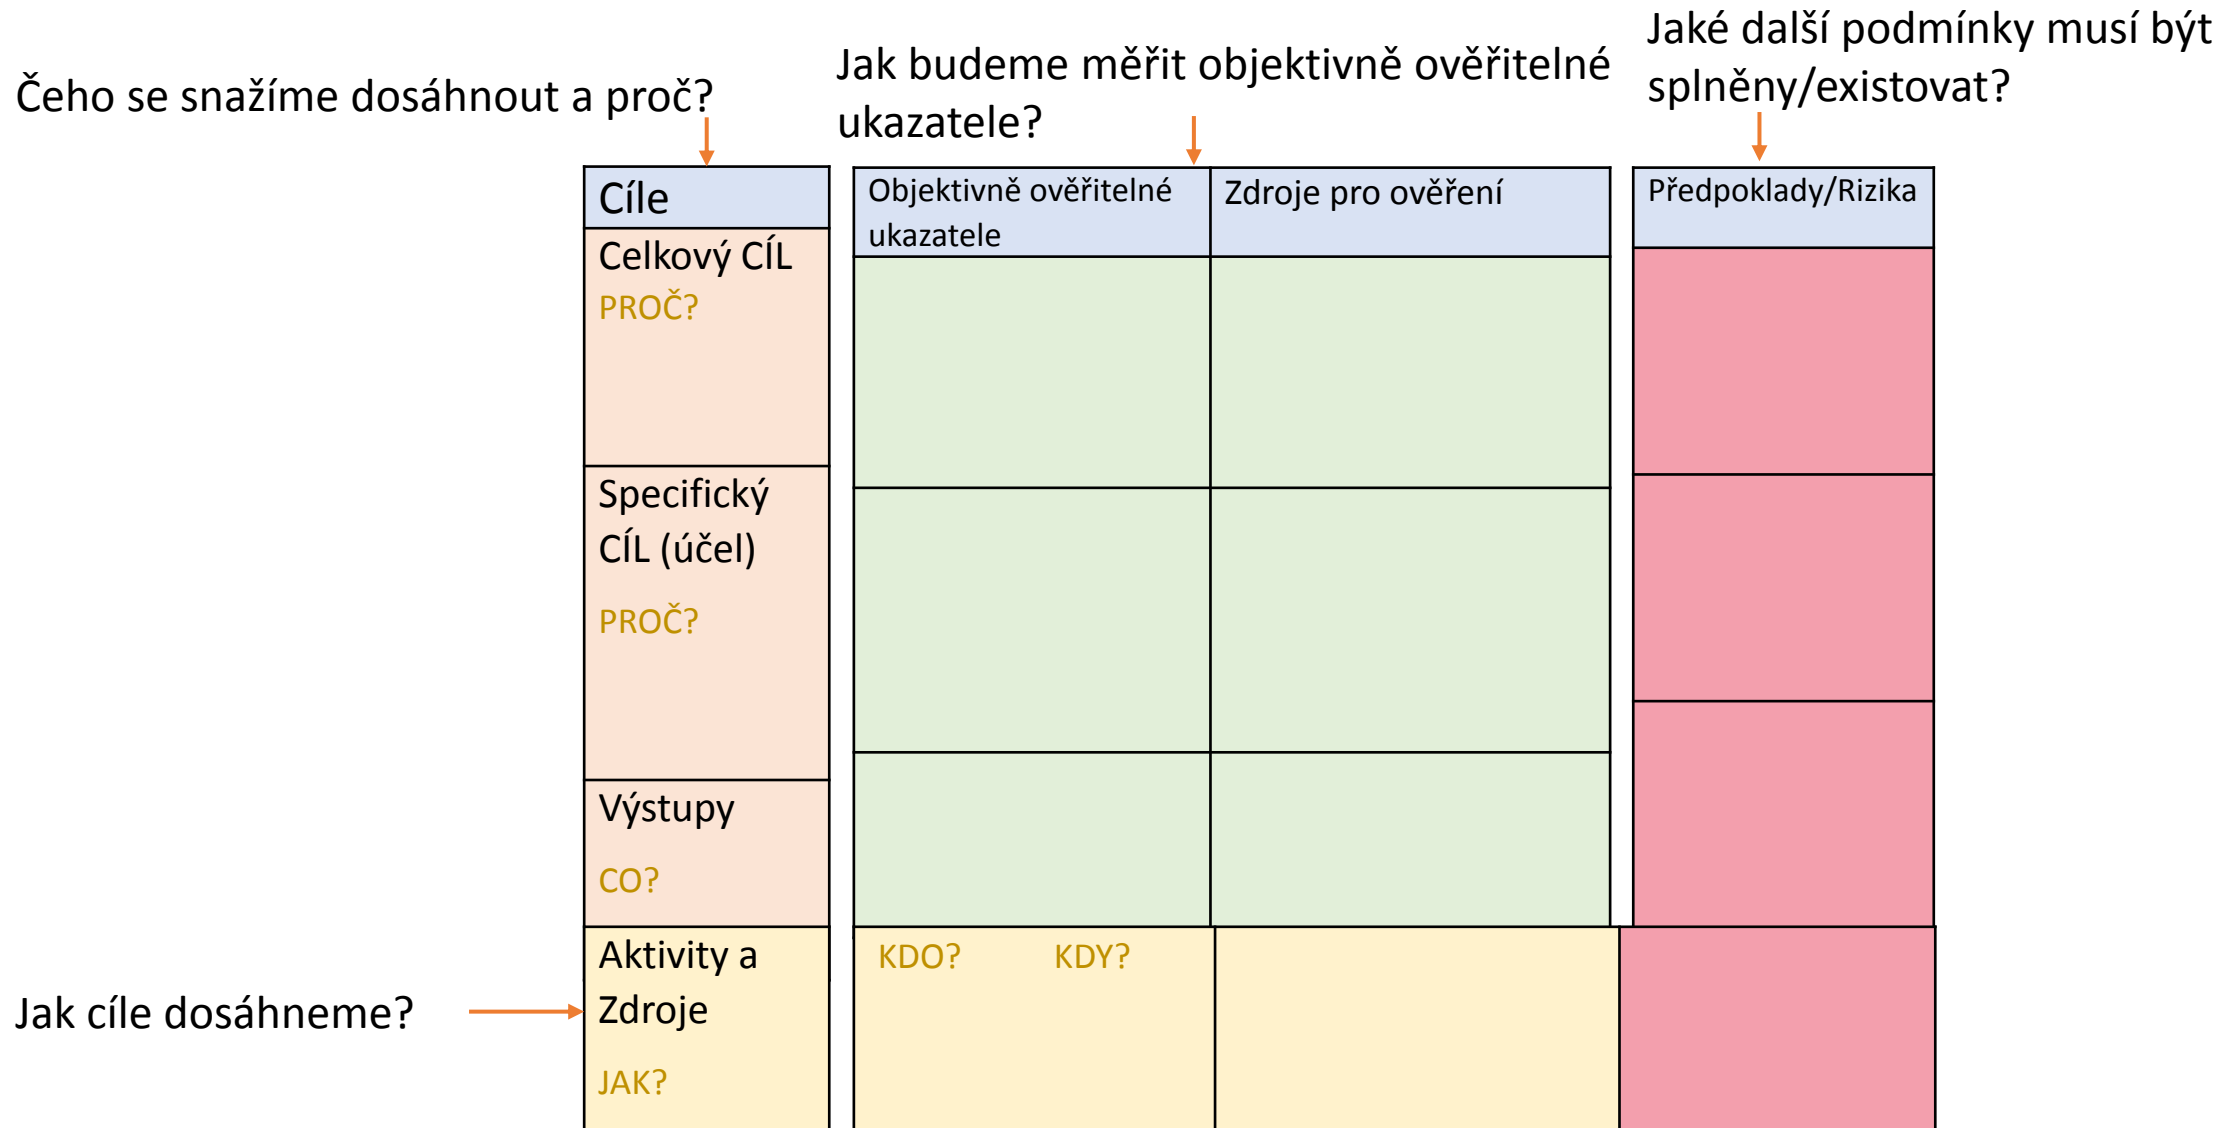 Čeho se snažíme dosáhnout a proč?
Jak budeme měřit objektivně ověřitelné
ukazatele?
Jaké další podmínky musí být
splněny/existovat?
Cíle
Objektivně ověřitelné
ukazatele
Zdroje pro ověření
Předpoklady/Rizika
Celkový CÍL
PROČ?
Specifický
CÍL (účel)
PROČ?
Výstupy
CO?
Jak cíle dosáhneme?
Aktivity a
Zdroje
JAK?
KDO? KDY?